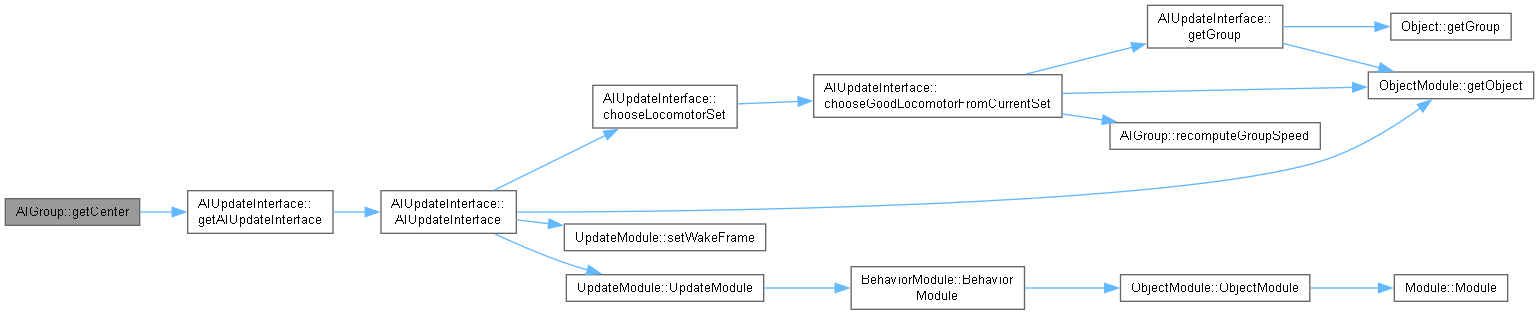 AIGroup::getCenter
AIUpdateInterface::
getAIUpdateInterface
AIUpdateInterface::
AIUpdateInterface
AIUpdateInterface::
chooseLocomotorSet
AIUpdateInterface::
chooseGoodLocomotorFromCurrentSet
AIUpdateInterface::
getGroup
Object::getGroup
ObjectModule::getObject
AIGroup::recomputeGroupSpeed
UpdateModule::setWakeFrame
UpdateModule::UpdateModule
BehaviorModule::Behavior
Module
ObjectModule::ObjectModule
Module::Module